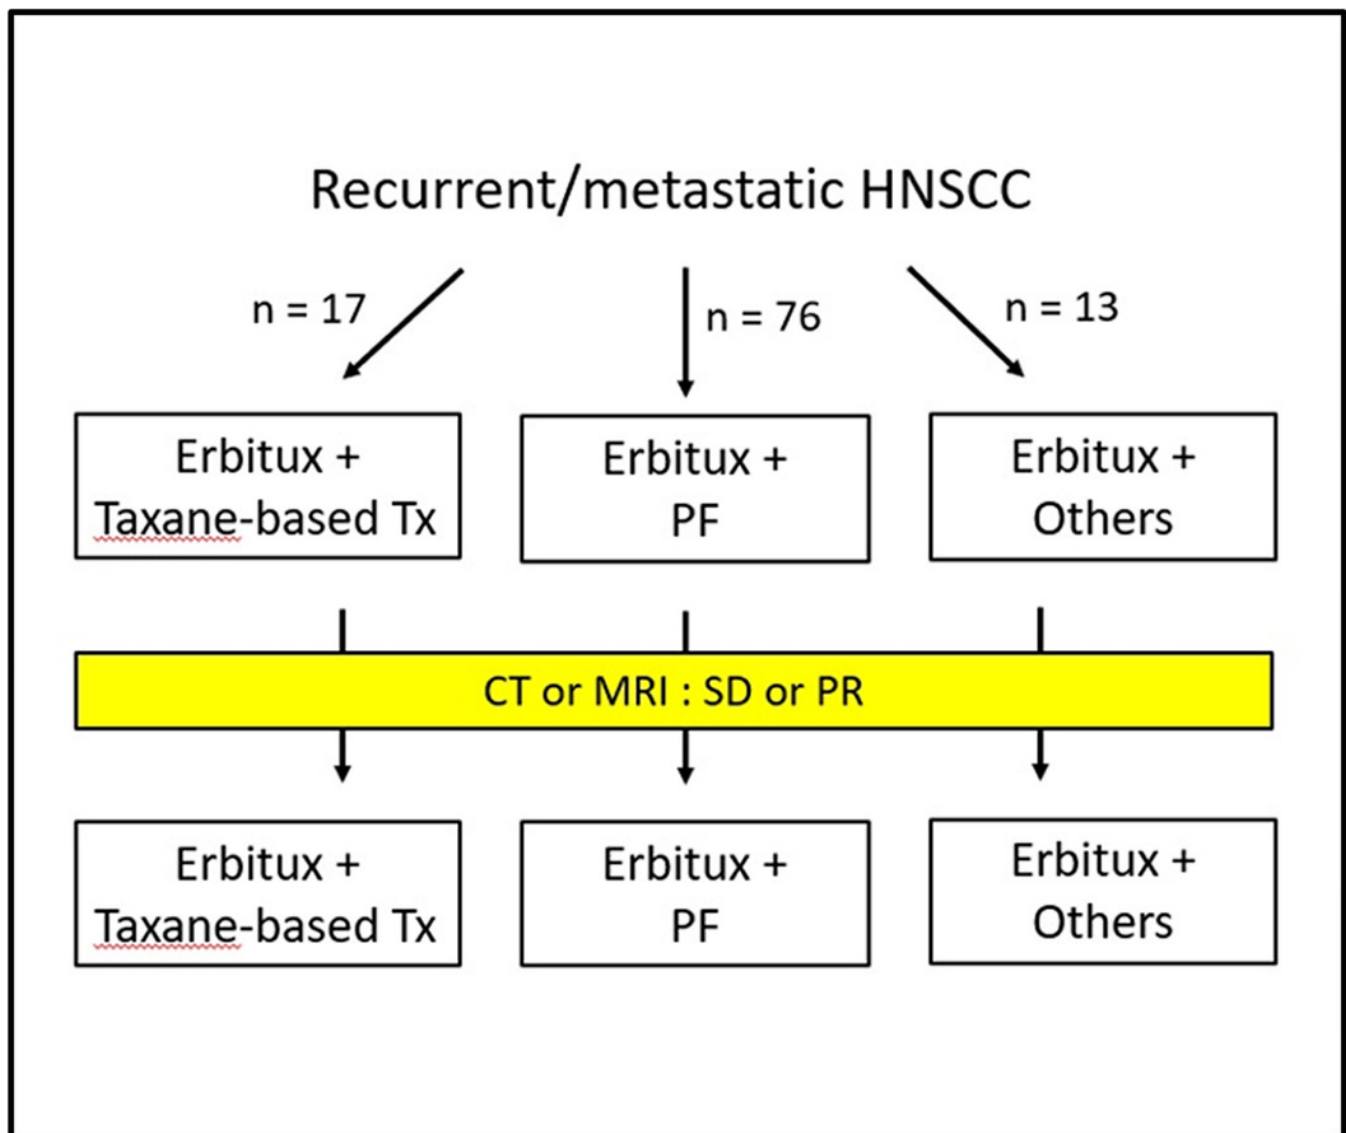 Recurrent/metastatic HNSCC
n = 17
n = 76
n = 13
Erbitux +
Taxane-based Tx
Erbitux +
PF
Erbitux +
Others
CT or MRI : SD or PR
Erbitux +
Taxane-based Tx
Erbitux +
PF
Erbitux +
Others